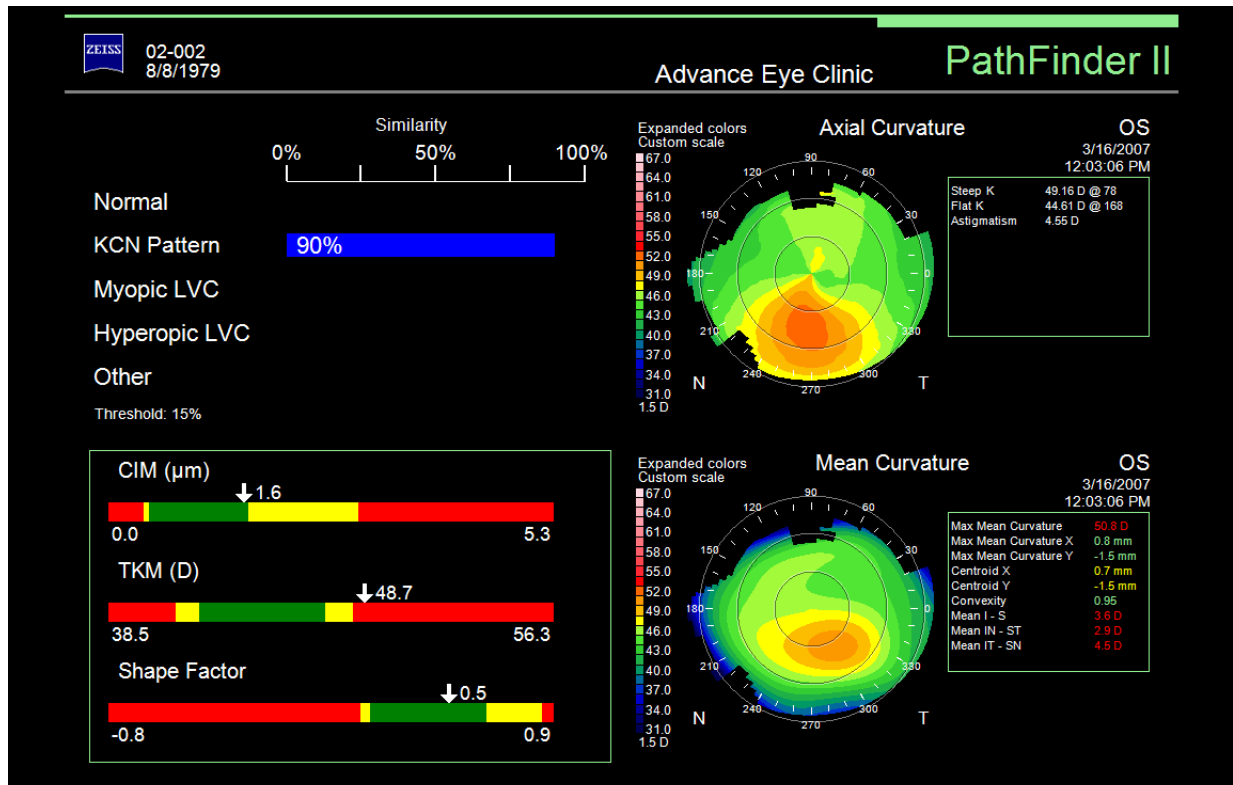 ZEISS
02-002
8/8/1979
Advance Eye Clinic
PathFinder II
Similarity
0% 50% 100%
Normal
KCN Pattern 90%
Myopic LVC
Hyperopic LVC
Other
Threshold: 15%
CIM (µm)
1.6
0.0 5.3
TKM (D)
48.7
38.5 56.3
Shape Factor
0.5
-0.8 0.9
Expanded colors
Custom scale
Axial Curvature
OS
3/16/2007
12:03:06 PM
67.0
64.0
61.0
58.0
55.0
52.0
49.0
46.0
43.0
40.0
37.0
34.0
31.0
1.5 D
90
120 60
150 30
180 0
210 330
240 300
270
N T
Steep K 49.16 D @ 78
Flat K 44.61 D @ 168
Astigmatism 4.55 D
Expanded colors
Custom scale
Mean Curvature
OS
3/16/2007
12:03:06 PM
67.0
64.0
61.0
58.0
55.0
52.0
49.0
46.0
43.0
40.0
37.0
34.0
31.0
1.5 D
90
120 60
150 30
180 0
210 330
240 300
270
N T
Max Mean Curvature 50.8 D
Max Mean Curvature X 0.8 mm
Max Mean Curvature Y -1.5 mm
Centroid X 0.7 mm
Centroid Y -1.5 mm
Convexity 0.95
Mean I - S 3.6 D
Mean IN - ST 2.9 D
Mean IT - SN 4.5 D